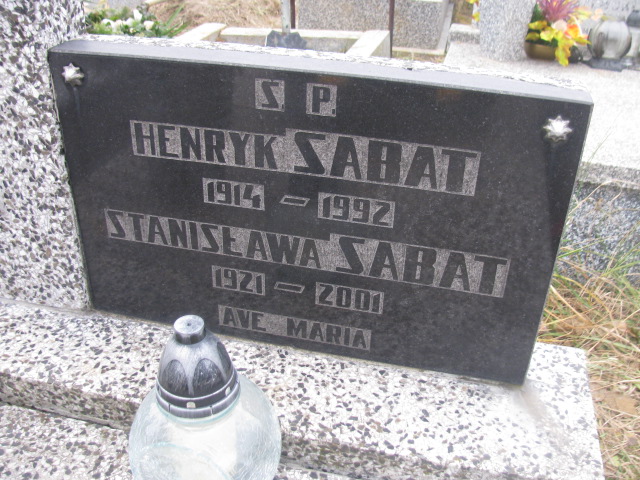 S P.
HENRYK SABAT
1914 - 1992
STANISŁAWA SABAT
1921 - 2001
AVE MARIA